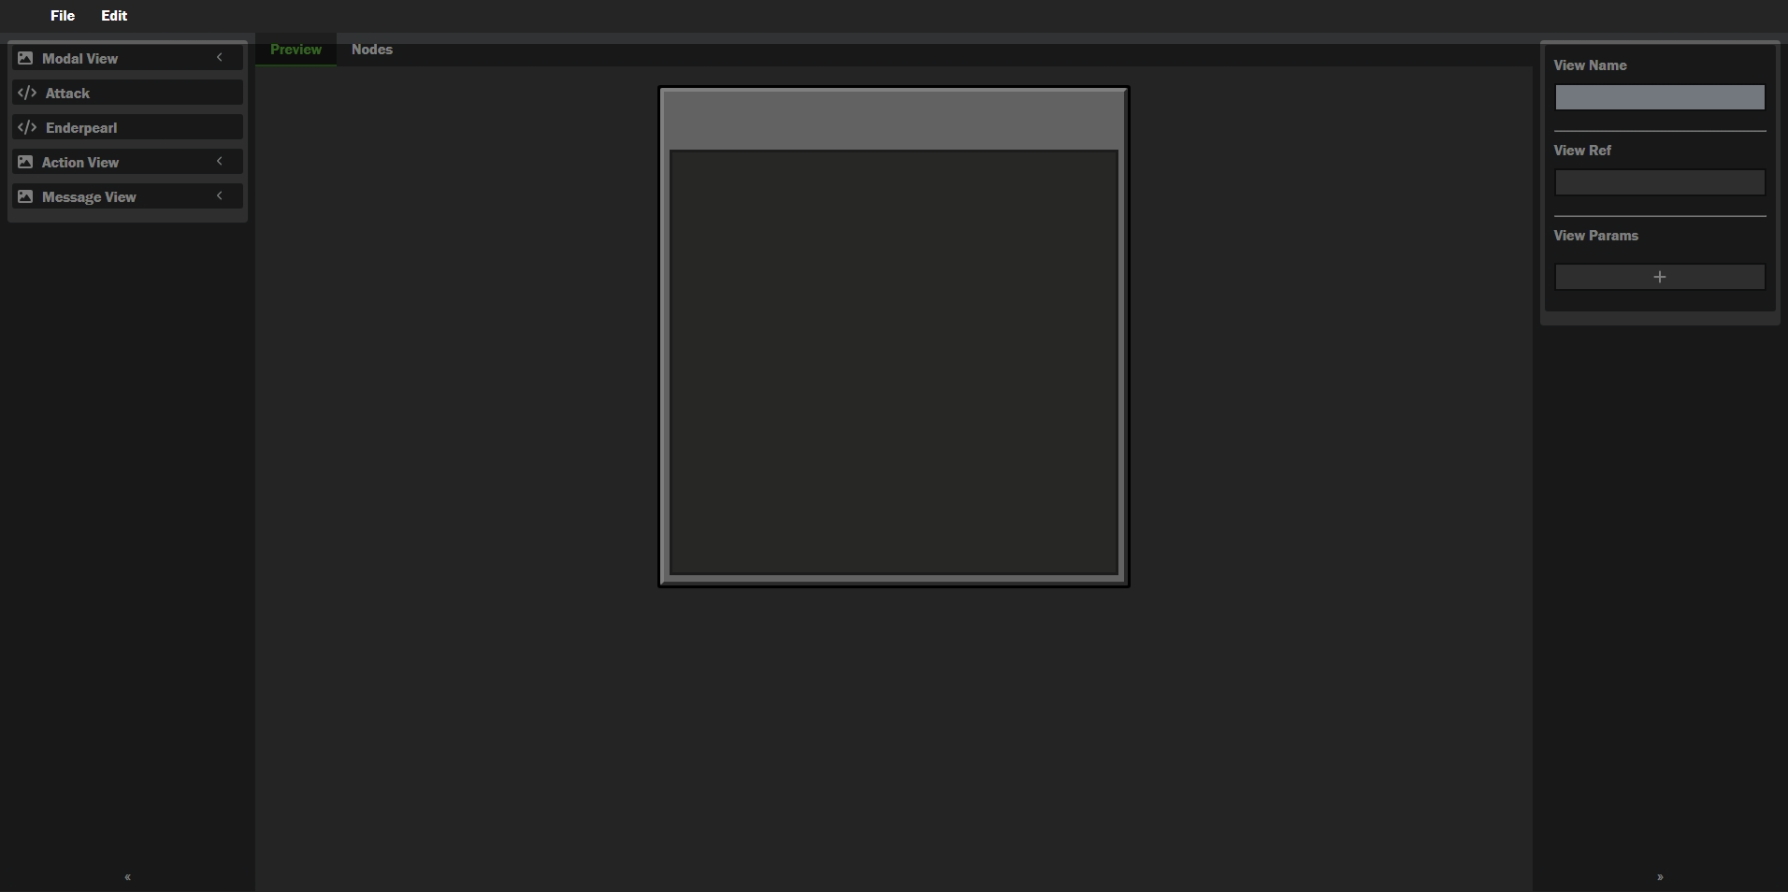 File Edit
Modal View
Attack
Enderpearl
Action View
Message View
Preview Nodes
View Name
View Ref
View Params
+
«
»